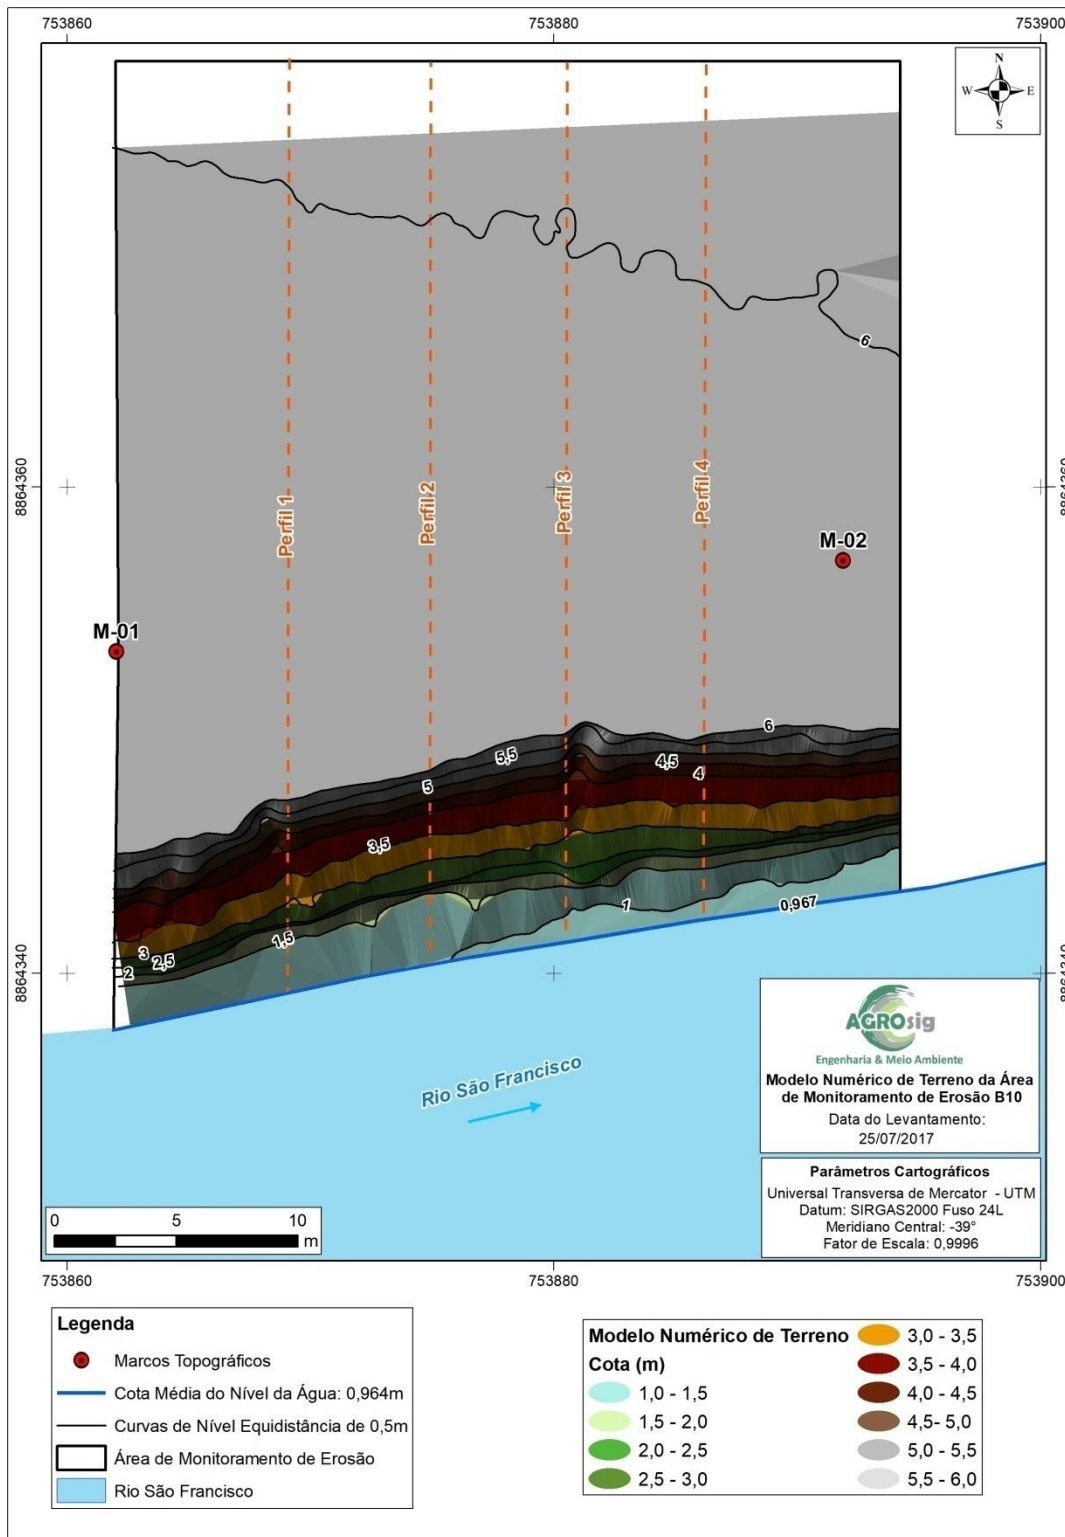 753860
753880
753900
N
W
E
S
6
8864360
8864360
Perfil 1
Perfil 2
Perfil 3
Perfil 4
M-02
M-01
6
5,5
4,5
5
4
3,5
1
0,967
1,5
3
2,5
2
8864340
8864340
Rio São Francisco
AGROsig
Engenharia & Meio Ambiente
Modelo Numérico de Terreno da Área
de Monitoramento de Erosão B10
Data do Levantamento:
25/07/2017
Parâmetros Cartográficos
Universal Transversa de Mercator - UTM
Datum: SIRGAS2000 Fuso 24L
Meridiano Central: -39°
Fator de Escala: 0,9996
0 5 10
m
753860
753880
753900
Legenda
Marcos Topográficos
Cota Média do Nível da Água: 0,964m
Curvas de Nível Equidistância de 0,5m
Área de Monitoramento de Erosão
Rio São Francisco
Modelo Numérico de Terreno
Cota (m)
1,0 - 1,5
1,5 - 2,0
2,0 - 2,5
2,5 - 3,0
3,0 - 3,5
3,5 - 4,0
4,0 - 4,5
4,5- 5,0
5,0 - 5,5
5,5 - 6,0